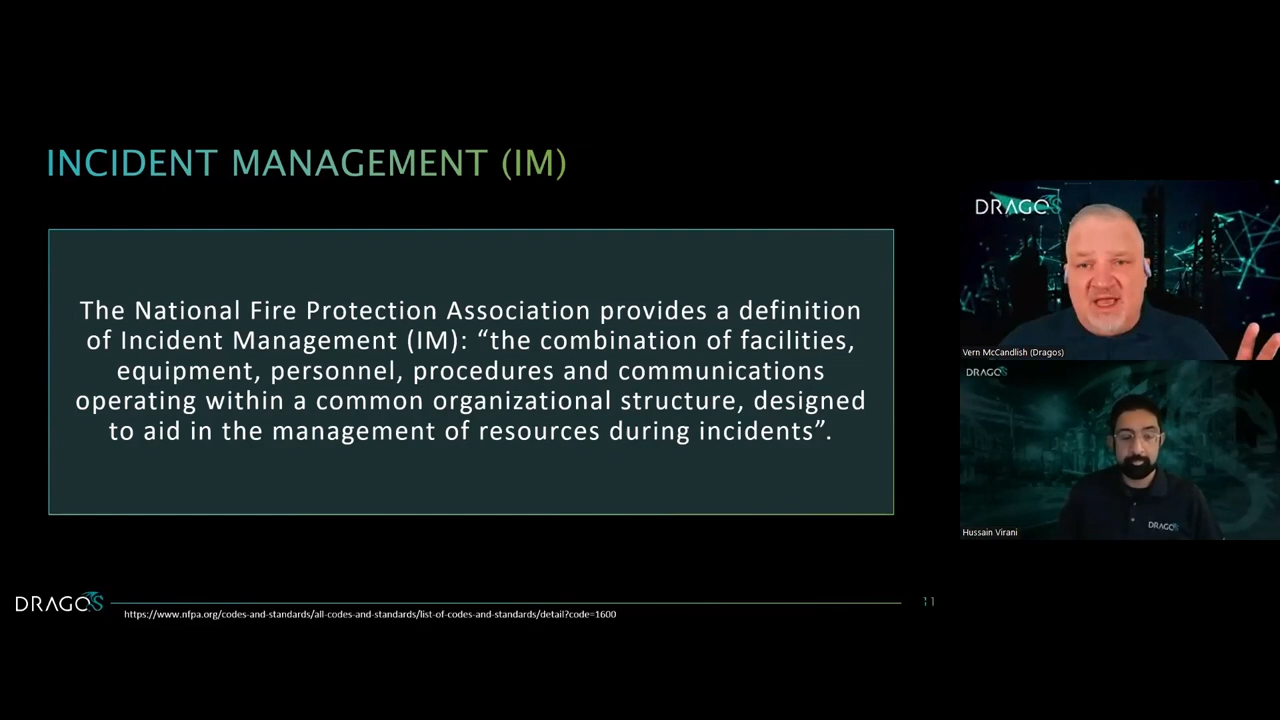 INCIDENT MANAGEMENT (IM)
The National Fire Protection Association provides a definition
of Incident Management (IM): “the combination of facilities,
equipment, personnel, procedures and communications
operating within a common organizational structure, designed
to aid in the management of resources during incidents”.
DRAGOS
https://www.nfpa.org/codes-and-standards/all-codes-and-standards/list-of-codes-and-standards/detail?code=1600
11
DRAGOS
Vern McCandlish (Dragos)
DRAGOS
DRAGOS
Hussain Virani